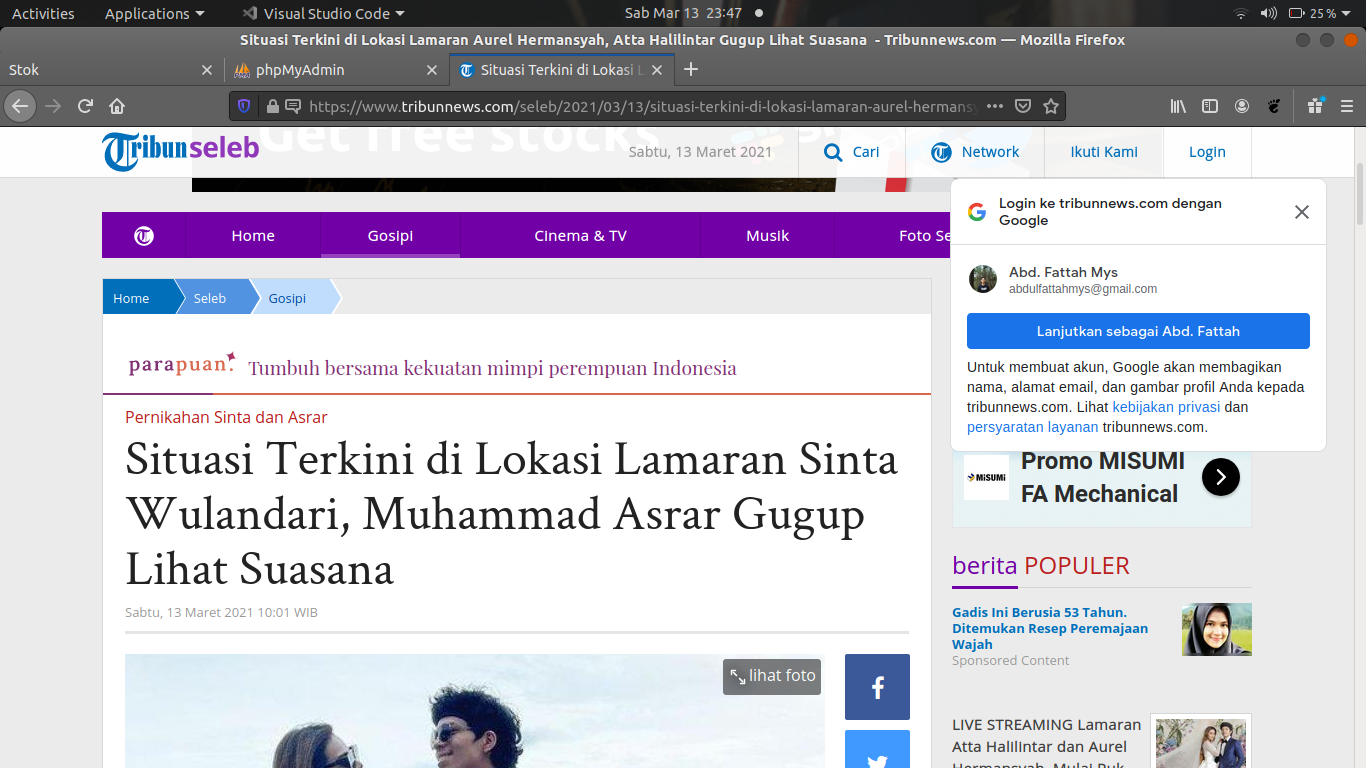 Activities Applications Visual Studio Code Sab Mar 13 23:47 25 %
Situasi Terkini di Lokasi Lamaran Aurel Hermansyah, Atta Halilintar Gugup Lihat Suasana - Tribunnews.com — Mozilla Firefox
Stok phpMyAdmin Situasi Terkini di Lokasi L
https://www.tribunnews.com/seleb/2021/03/13/situasi-terkini-di-lokasi-lamaran-aurel-hermansy
Get free stocks
Tribunseleb Sabtu, 13 Maret 2021 Cari Network Ikuti Kami Login
Login ke tribunnews.com dengan
Google
Home Gosipi Cinema & TV Musik Foto Se
Abd. Fattah Mys
abdulfattahmys@gmail.com
Home Seleb Gosipi
Lanjutkan sebagai Abd. Fattah
Untuk membuat akun, Google akan membagikan
nama, alamat email, dan gambar profil Anda kepada
tribunnews.com. Lihat kebijakan privasi dan
persyaratan layanan tribunnews.com.
parapuan. Tumbuh bersama kekuatan mimpi perempuan Indonesia
Pernikahan Sinta dan Asrar
Situasi Terkini di Lokasi Lamaran Sinta
Wulandari, Muhammad Asrar Gugup
Lihat Suasana
Sabtu, 13 Maret 2021 10:01 WIB
lihat foto
MiSUMi
Promo MISUMI
FA Mechanical
berita POPULER
Gadis Ini Berusia 53 Tahun.
Ditemukan Resep Peremajaan
Wajah
Sponsored Content
LIVE STREAMING Lamaran
Atta Halilintar dan Aurel
Hermansyah, Mulai Puk